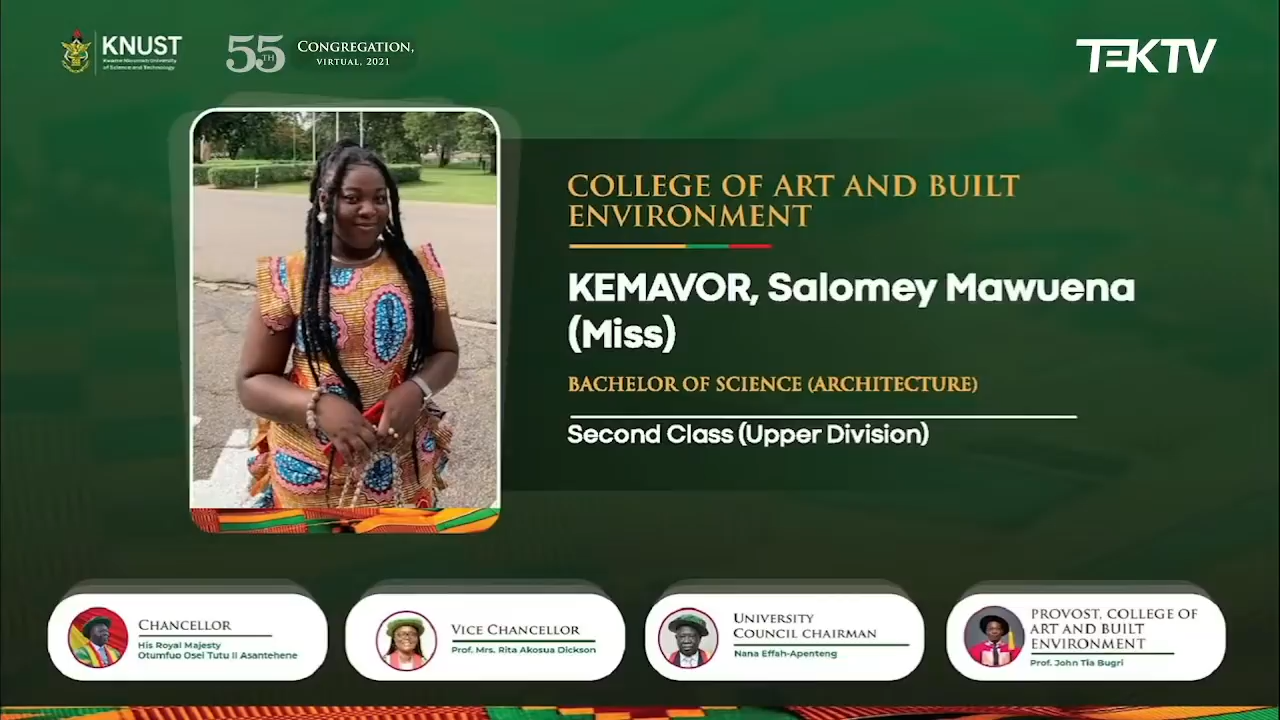 KNUST
Kwame Nkrumah University
of Science and Technology
55TH
CONGREGATION,
VIRTUAL, 2021
TEKTV
COLLEGE OF ART AND BUILT
ENVIRONMENT
KEMAVOR, Salomey Mawuena
(Miss)
BACHELOR OF SCIENCE (ARCHITECTURE)
Second Class (Upper Division)
CHANCELLOR
His Royal Majesty
Otumfuo Osei Tutu II Asantehene
VICE CHANCELLOR
Prof. Mrs. Rita Akosua Dickson
UNIVERSITY
COUNCIL CHAIRMAN
Nana Effah-Apenteng
PROVOST, COLLEGE OF
ART AND BUILT
ENVIRONMENT
Prof. John Tia Bugri